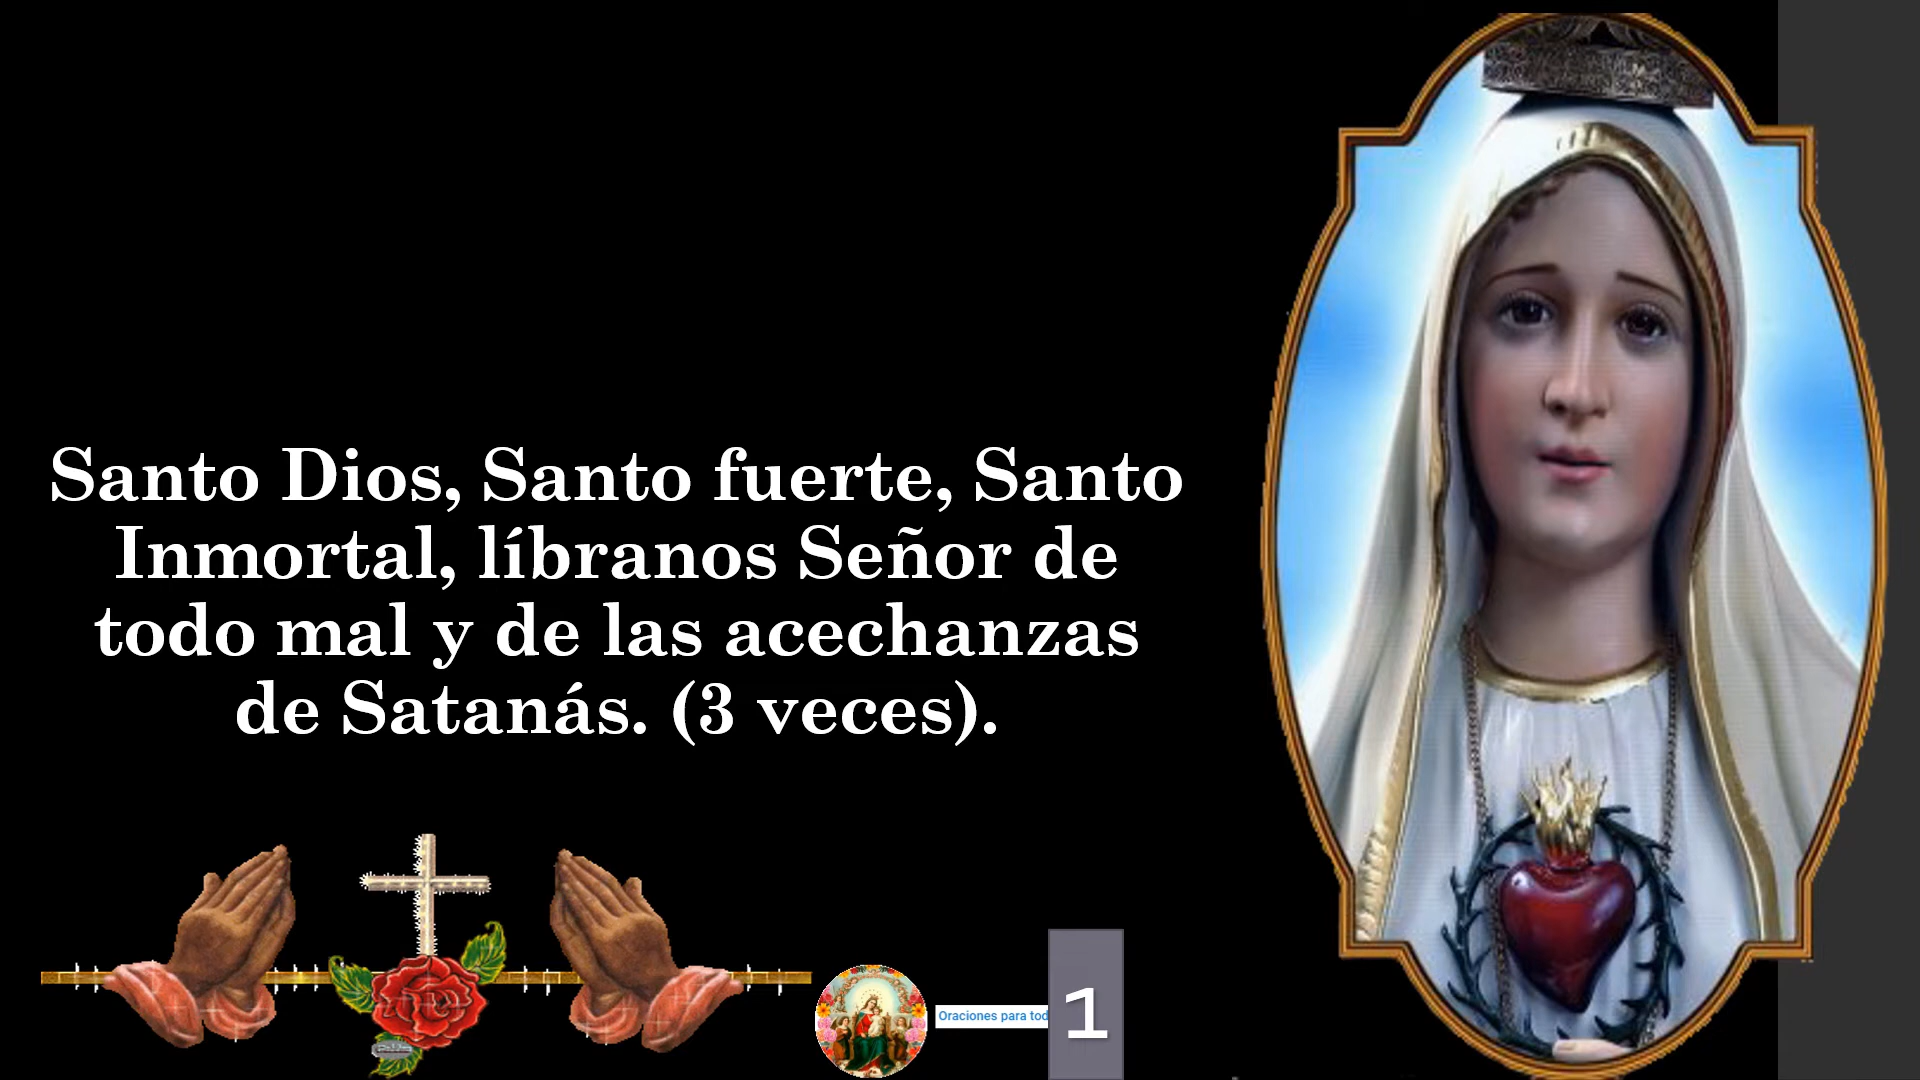 Santo Dios, Santo fuerte, Santo
Inmortal, líbranos Señor de
todo mal y de las acechanzas
de Satanás. (3 veces).
Oraciones para tod
1